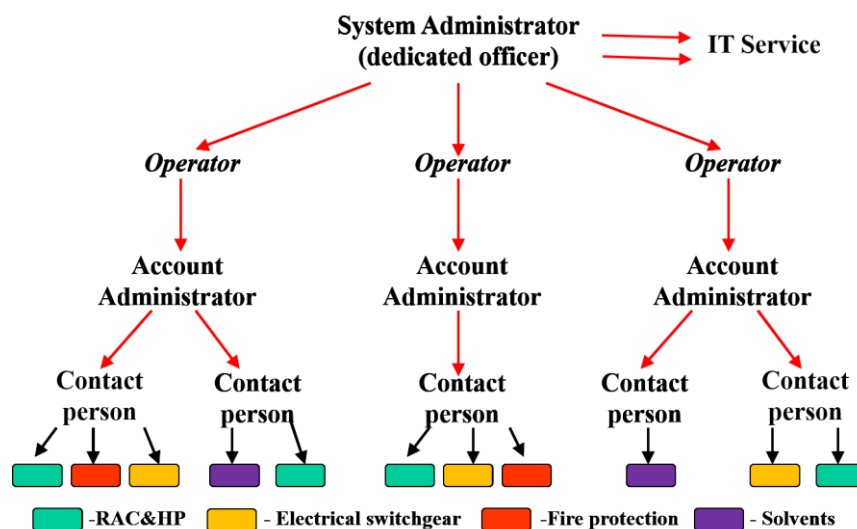 System Administrator
(dedicated officer)
IT Service
Operator
Operator
Operator
Account
Administrator
Account
Administrator
Account
Administrator
Contact
person
Contact
person
Contact
person
Contact
person
Contact
person
-RAC&HP
- Electrical switchgear
-Fire protection
- Solvents